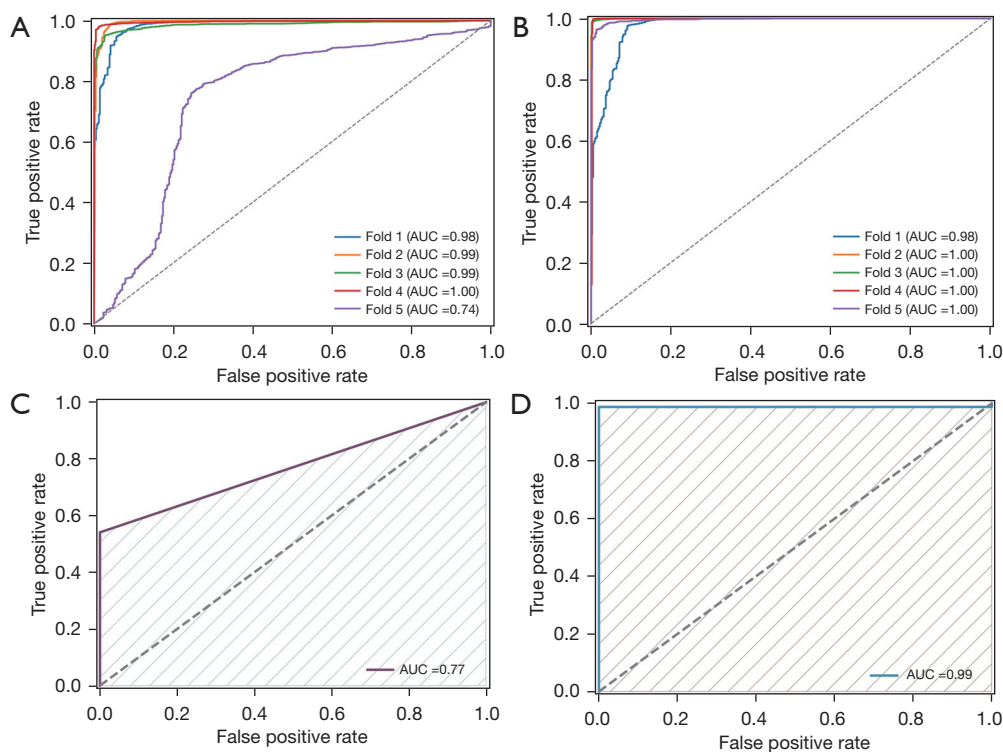 A
True positive rate
1.0
0.8
0.6
0.4
0.2
0.0
Fold 1 (AUC =0.98)
Fold 2 (AUC =0.99)
Fold 3 (AUC =0.99)
Fold 4 (AUC =1.00)
Fold 5 (AUC =0.74)
0.0 0.2 0.4 0.6 0.8 1.0
False positive rate
B
True positive rate
1.0
0.8
0.6
0.4
0.2
0.0
Fold 1 (AUC =0.98)
Fold 2 (AUC =1.00)
Fold 3 (AUC =1.00)
Fold 4 (AUC =1.00)
Fold 5 (AUC =1.00)
0.0 0.2 0.4 0.6 0.8 1.0
False positive rate
C
True positive rate
1.0
0.8
0.6
0.4
0.2
0.0
AUC =0.77
0.0 0.2 0.4 0.6 0.8 1.0
False positive rate
D
True positive rate
1.0
0.8
0.6
0.4
0.2
0.0
AUC =0.99
0.0 0.2 0.4 0.6 0.8 1.0
False positive rate